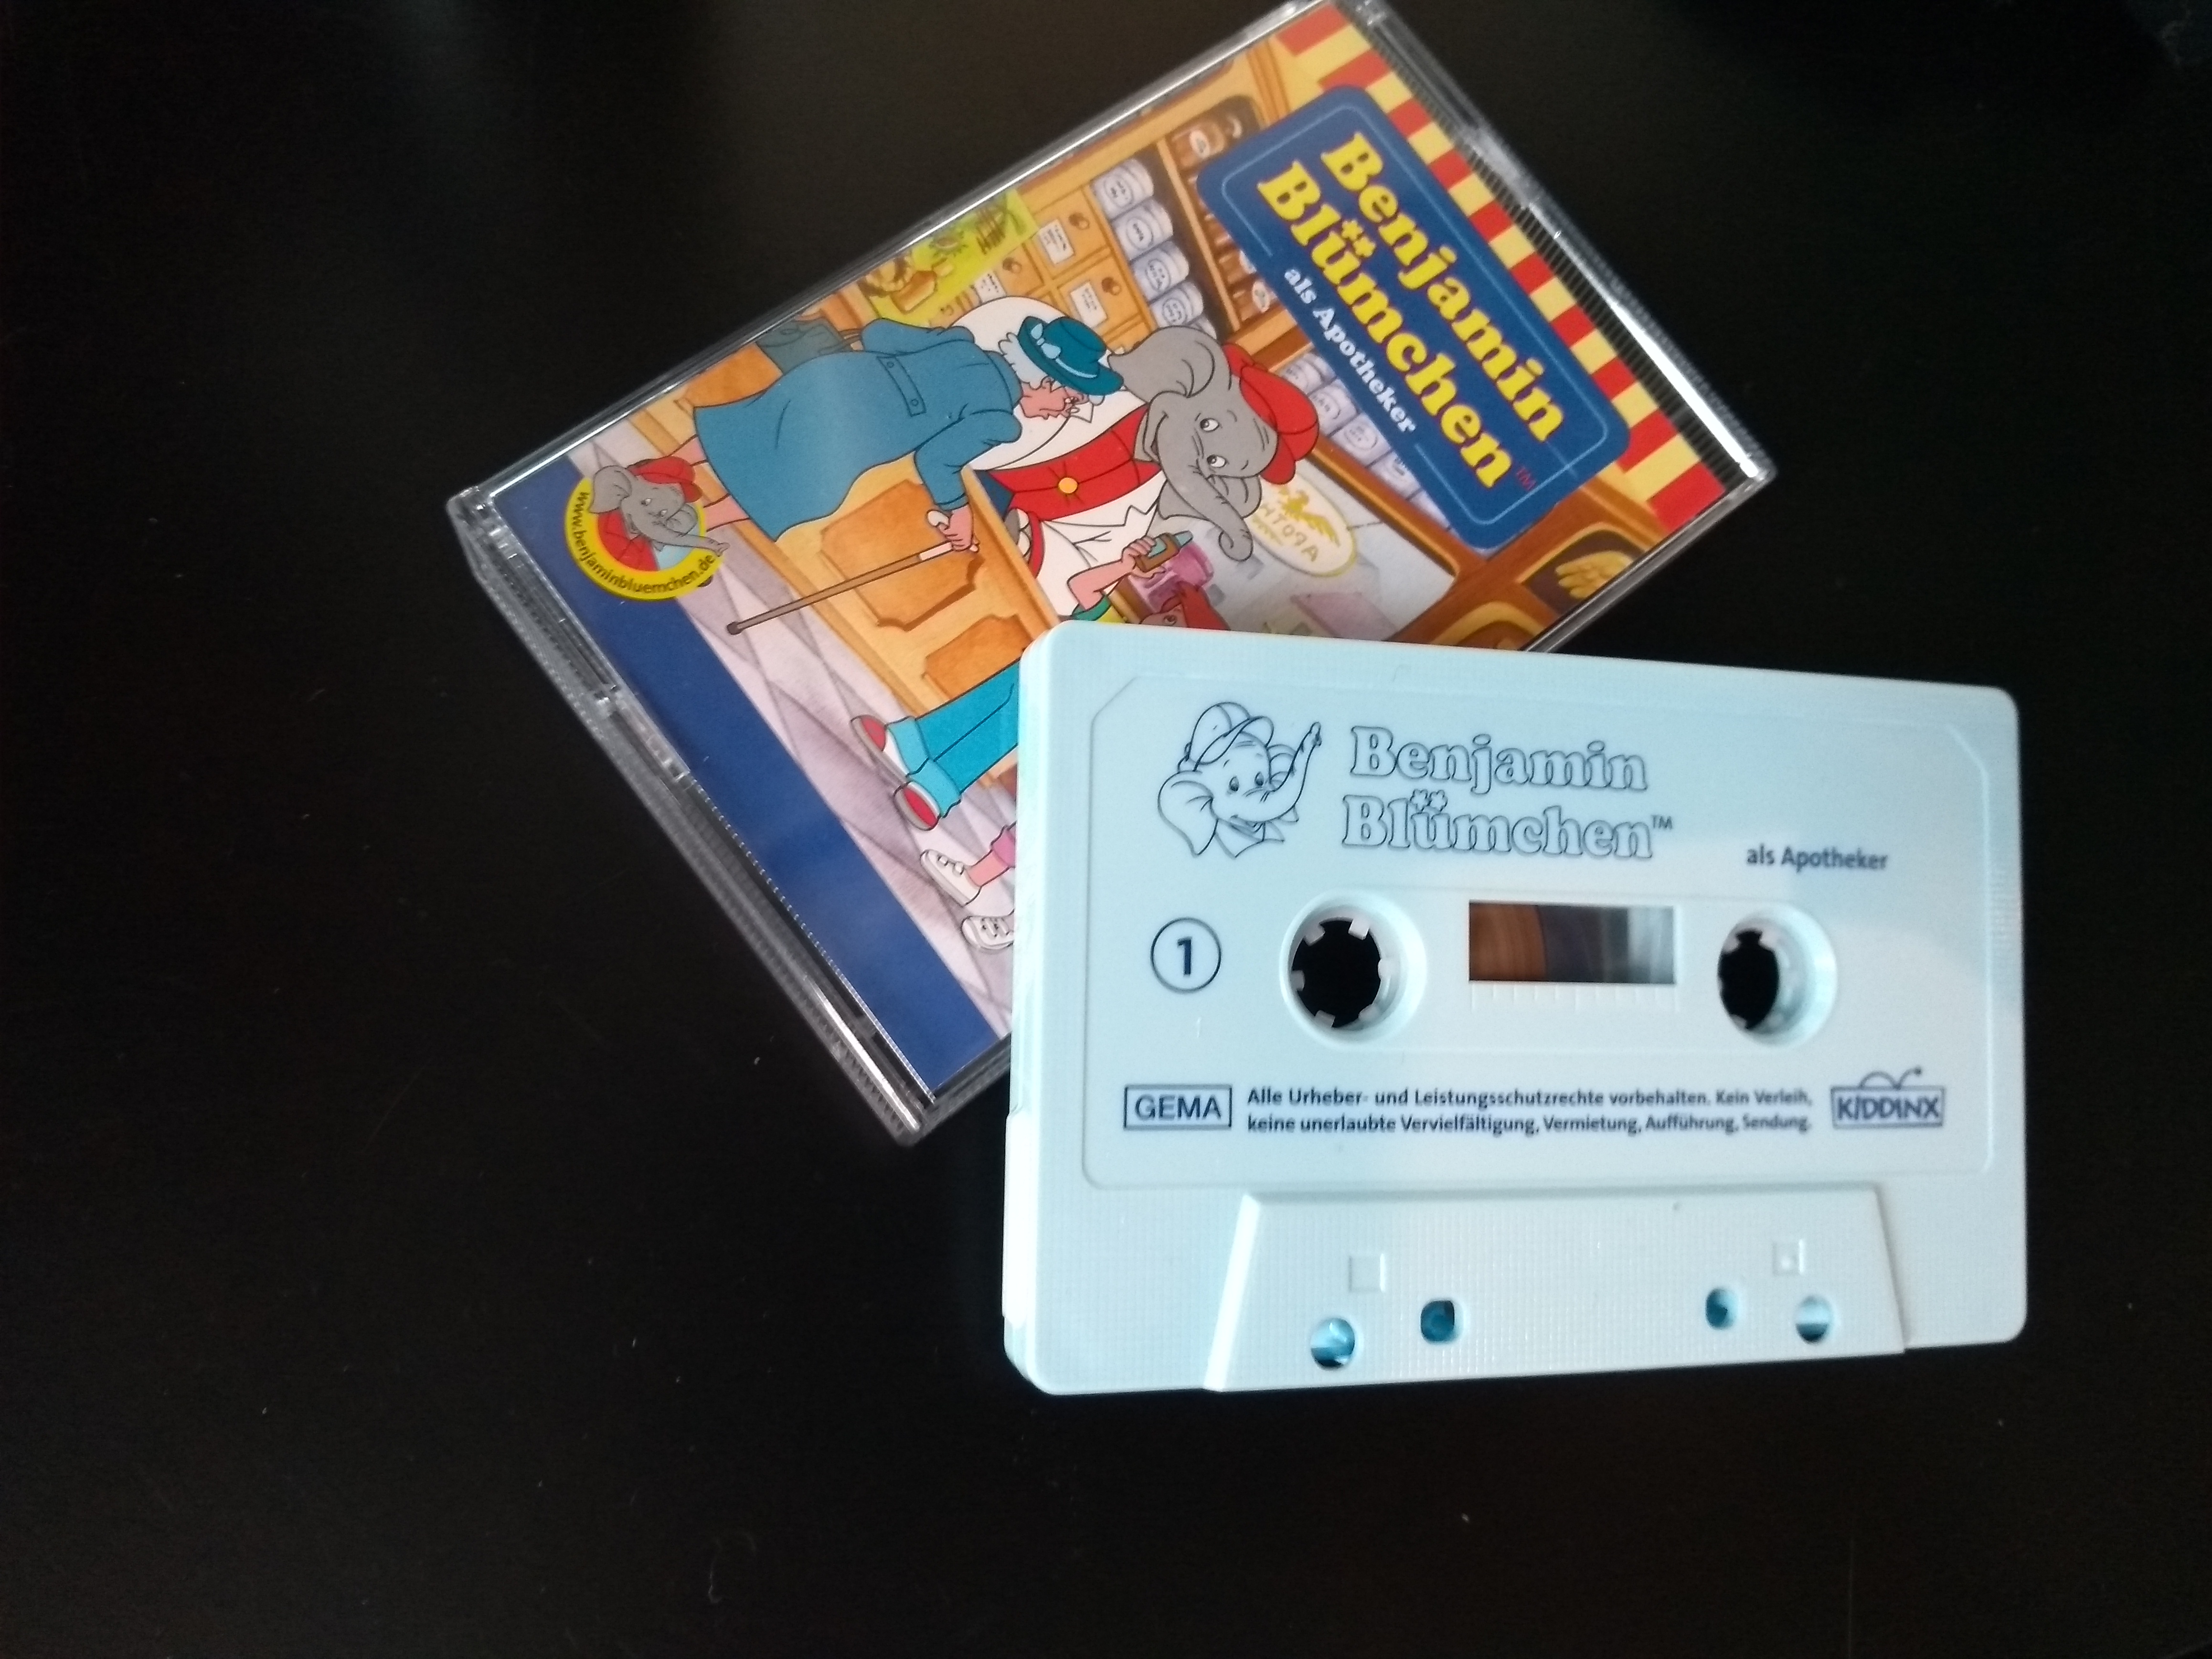 Benjamin
Blümchen™
als Apotheker
www.benjaminbluemchen.de
APOTH
Benjamin
Blümchen™
als Apotheker
1
GEMA
Alle Urheber- und Leistungsschutzrechte vorbehalten. Kein Verleih,
keine unerlaubte Vervielfältigung, Vermietung, Aufführung, Sendung.
KIDDINX